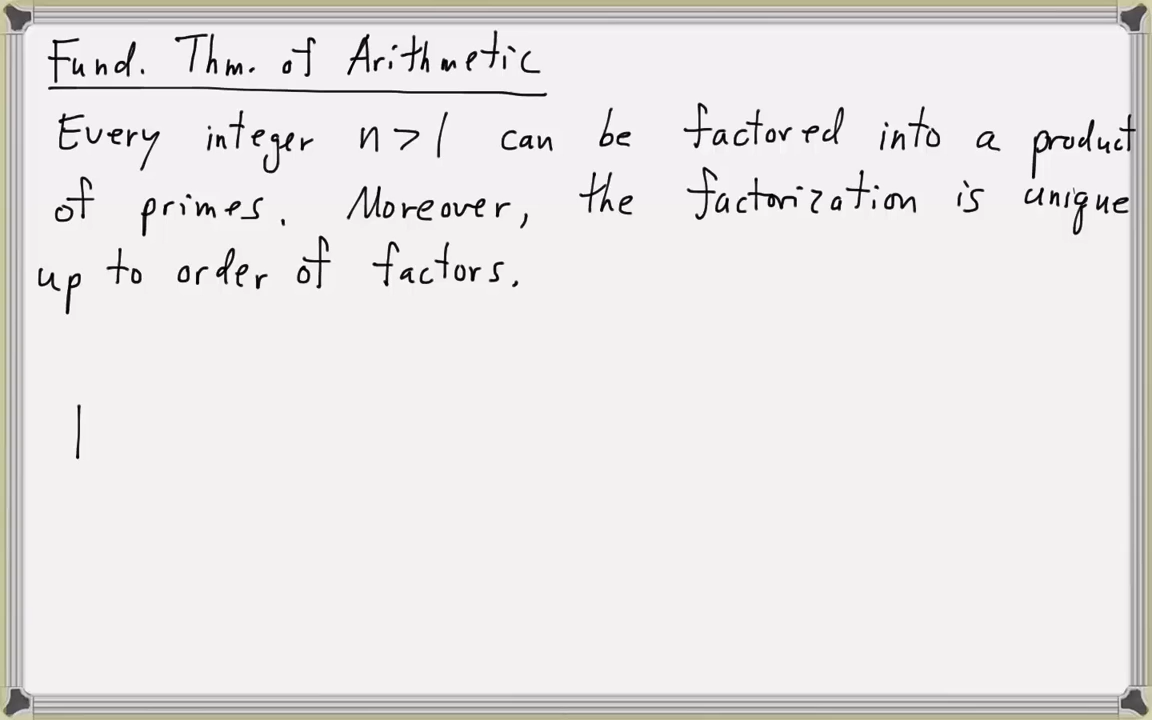 Fund. Thm. of Arithmetic
Every integer n > 1 can be factored into a product
of primes. Moreover, the factorization is unique
up to order of factors.
|